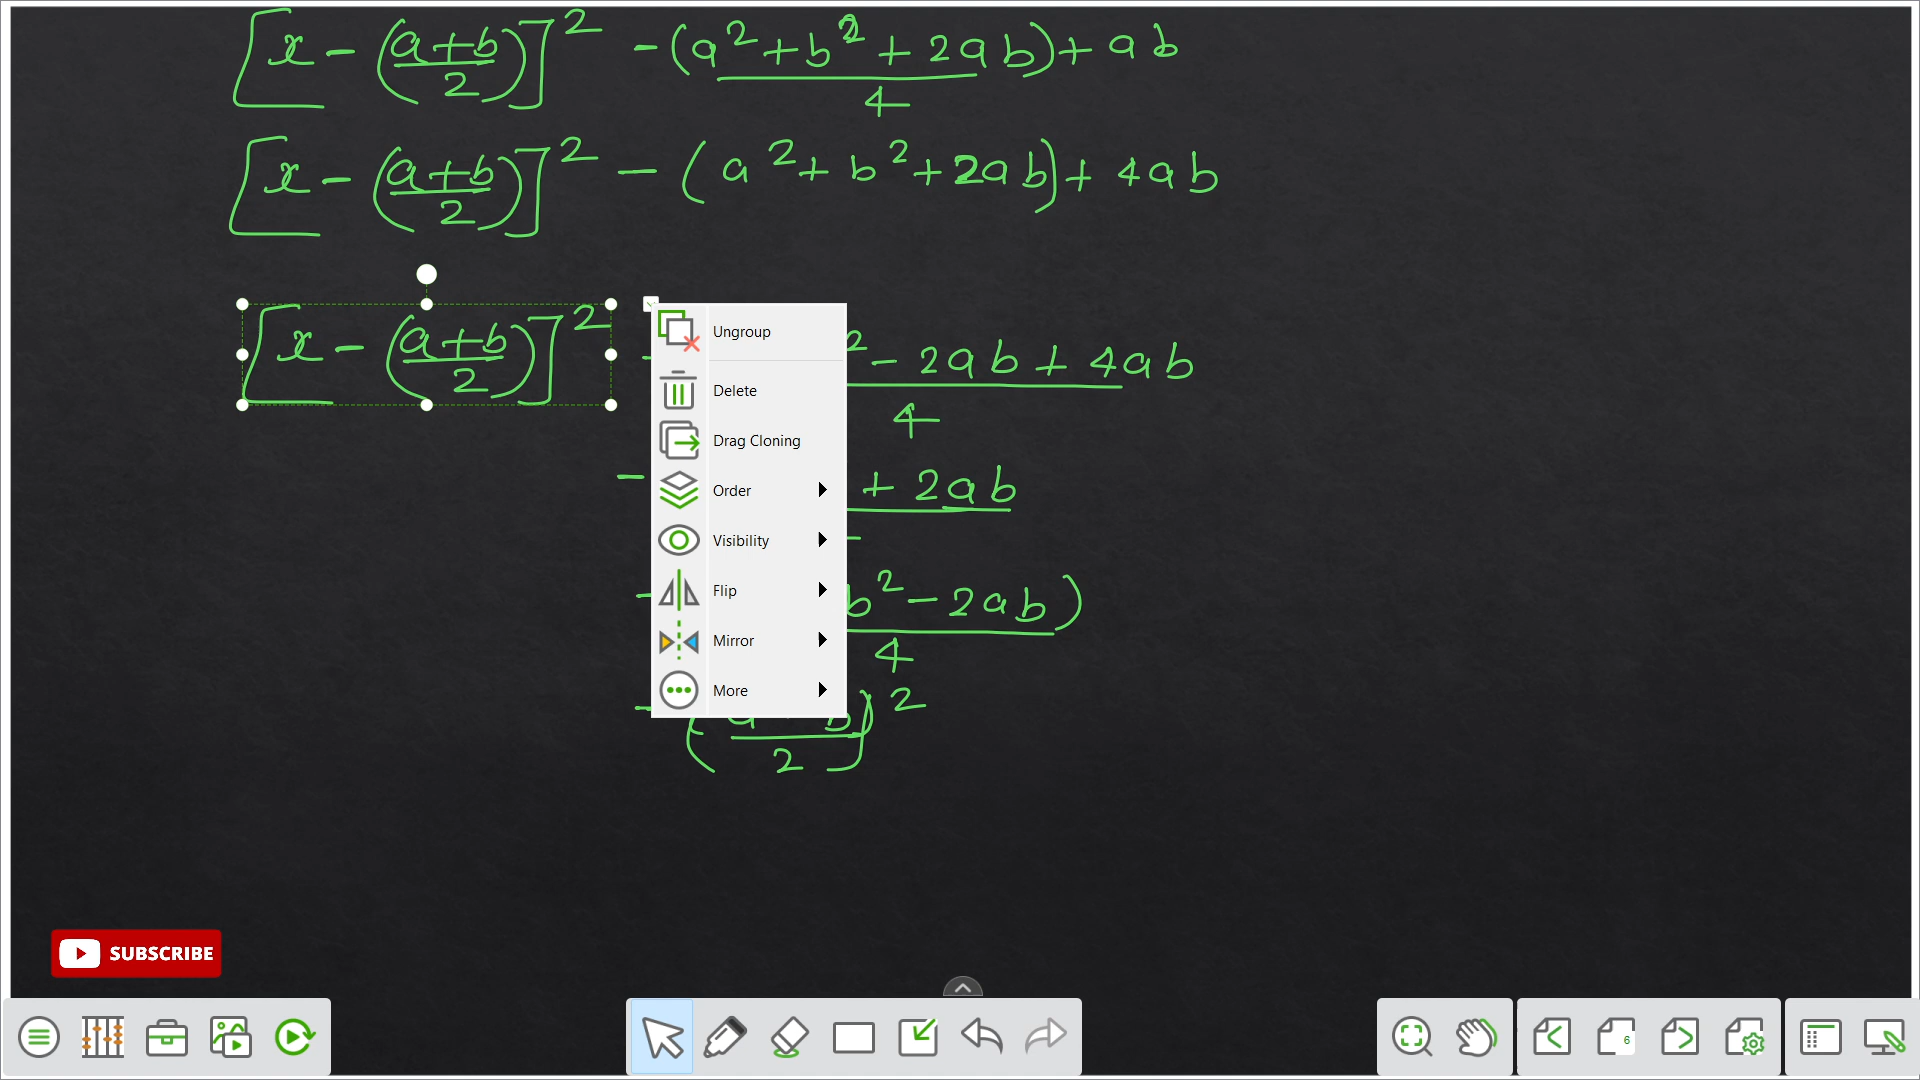 [x - (a+b)/2]² - (a² + b² + 2ab)/4 + ab
[x - (a+b)/2]² - (a² + b² + 2ab) + 4ab
[x - (a+b)/2]² - ² - 2ab + 4ab
4
- + 2ab
- b² - 2ab)
4
- (a - b)²
2
Ungroup
Delete
Drag Cloning
Order
Visibility
Flip
Mirror
More
SUBSCRIBE
6